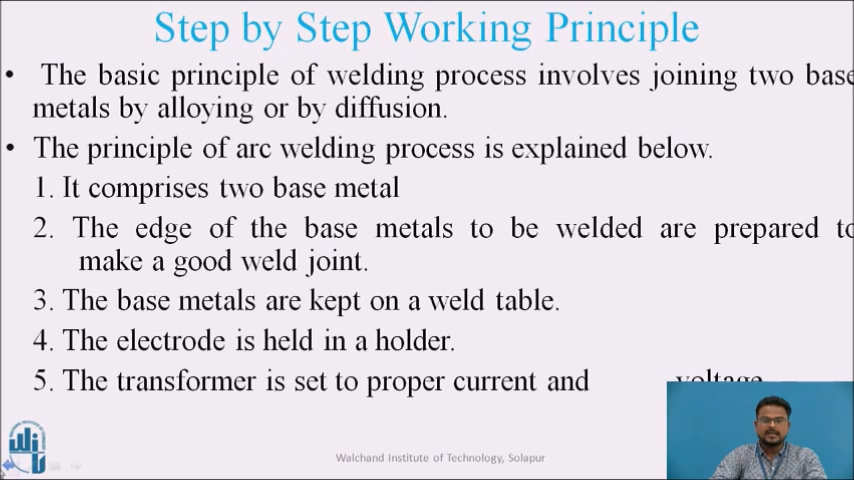 Step by Step Working Principle
• The basic principle of welding process involves joining two base
metals by alloying or by diffusion.
• The principle of arc welding process is explained below.
1. It comprises two base metal
2. The edge of the base metals to be welded are prepared to
make a good weld joint.
3. The base metals are kept on a weld table.
4. The electrode is held in a holder.
5. The transformer is set to proper current and voltage
Walchand Institute of Technology, Solapur